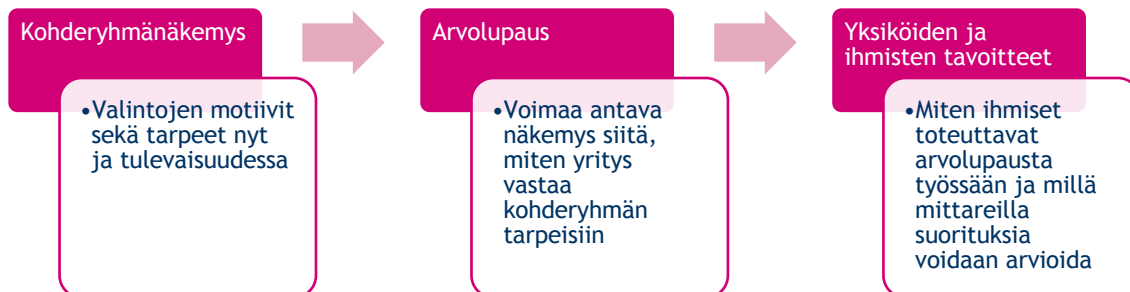 Kohderyhmänäkemys
•Valintojen motiivit
sekä tarpeet nyt
ja tulevaisuudessa
Arvolupaus
•Voimaa antava
näkemys siitä,
miten yritys
vastaa
kohderyhmän
tarpeisiin
Yksiköiden ja
ihmisten tavoitteet
•Miten ihmiset
toteuttavat
arvolupausta
työssään ja millä
mittareilla
suorituksia
voidaan arvioida